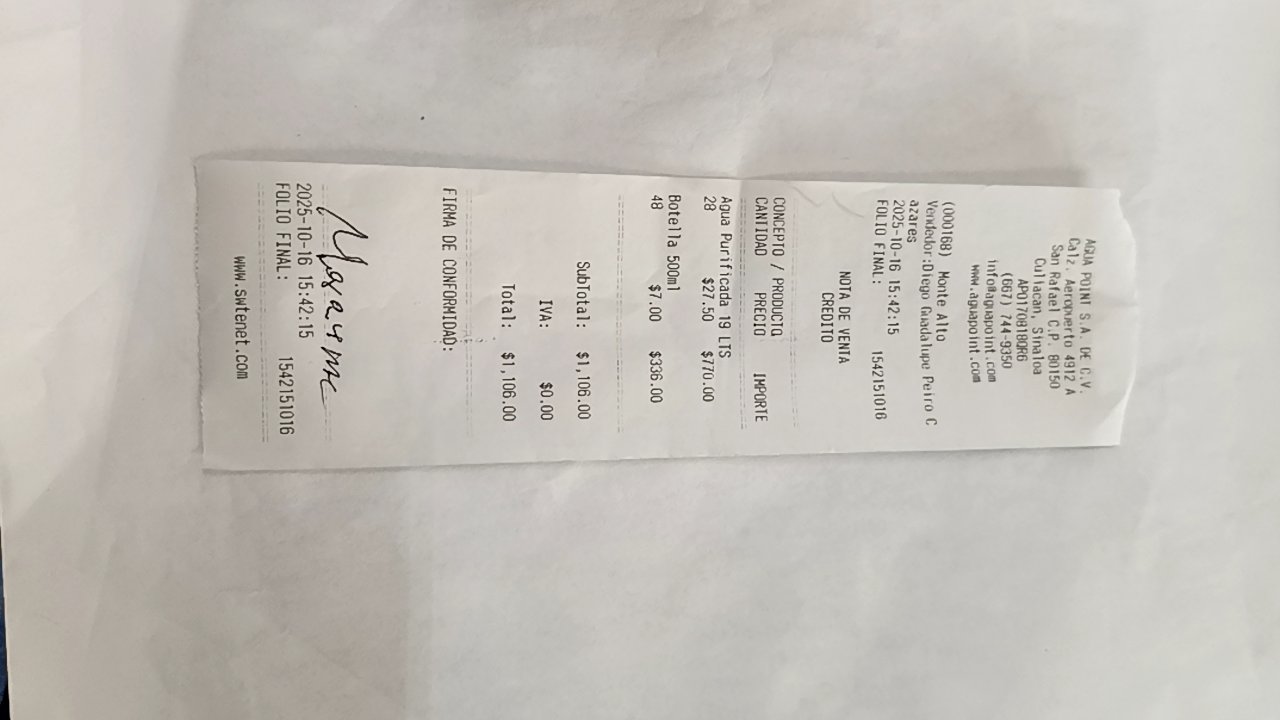 AGUA POINT S.A. DE C.V.
Calz. Aeropuerto 4912 A
San Rafael C.P. 80150
Culiacan, Sinaloa
APO1708180R6
(667) 744-9350
info@aguapoint.com
www.aguapoint.com
(000168) Monte Alto
Vendedor:Diego Guadalupe Peiro C
azares
2025-10-16 15:42:15
FOLIO FINAL: 1542151016
NOTA DE VENTA
CREDITO
CONCEPTO / PRODUCTO
CANTIDAD PRECIO IMPORTE
Agua Purificada 19 LTS
28 $27.50 $770.00
Botella 500ml
48 $7.00 $336.00
SubTotal: $1,106.00
IVA: $0.00
Total: $1,106.00
FIRMA DE CONFORMIDAD:
2025-10-16 15:42:15
FOLIO FINAL: 1542151016
www.swtenet.com